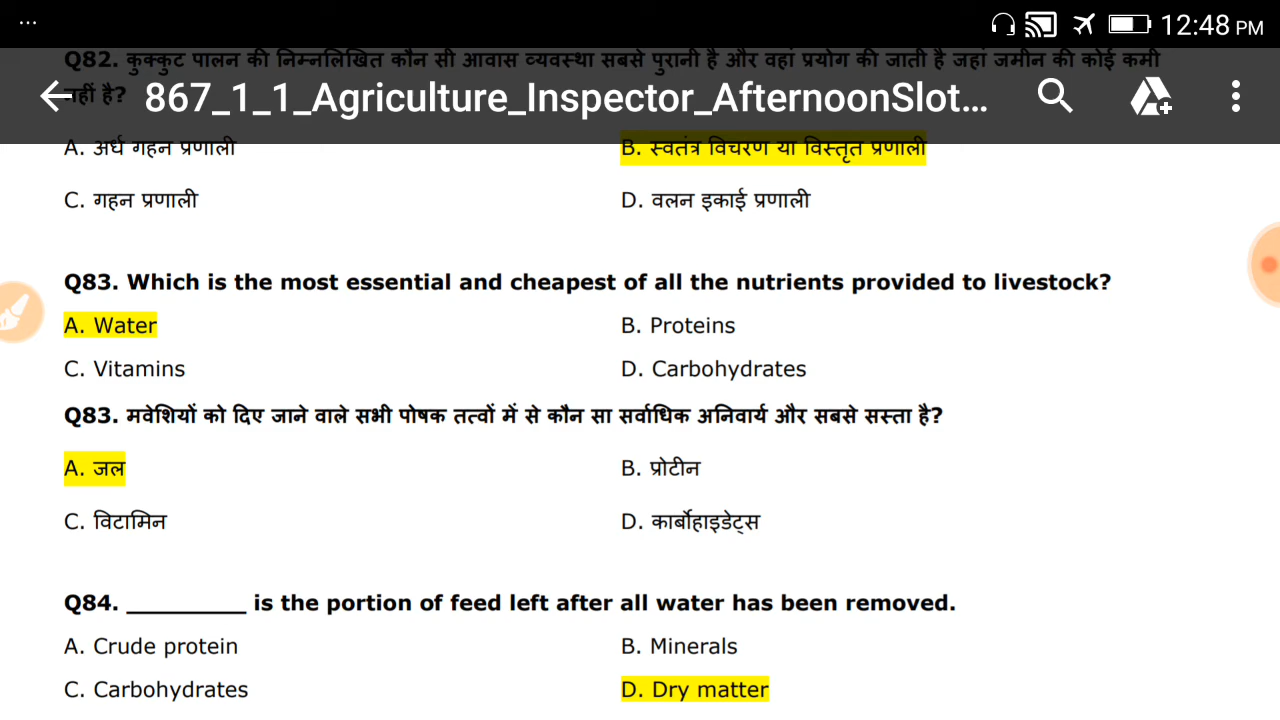 ...
12:48 PM
Q82. कुक्कुट पालन की निम्नलिखित कौन सी आवास व्यवस्था सबसे पुरानी है और वहां प्रयोग की जाती है जहां जमीन की कोई कमी
नहीं है?
867_1_1_Agriculture_Inspector_AfternoonSlot...
A. अर्ध गहन प्रणाली B. स्वतंत्र विचरण या विस्तृत प्रणाली
C. गहन प्रणाली D. वलन इकाई प्रणाली
Q83. Which is the most essential and cheapest of all the nutrients provided to livestock?
A. Water B. Proteins
C. Vitamins D. Carbohydrates
Q83. मवेशियों को दिए जाने वाले सभी पोषक तत्वों में से कौन सा सर्वाधिक अनिवार्य और सबसे सस्ता है?
A. जल B. प्रोटीन
C. विटामिन D. कार्बोहाइडेट्स
Q84. _________ is the portion of feed left after all water has been removed.
A. Crude protein B. Minerals
C. Carbohydrates D. Dry matter